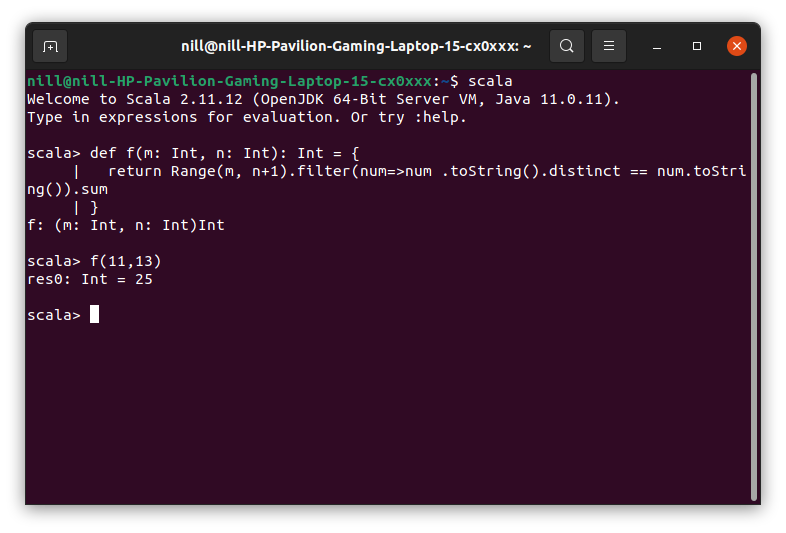 nill@nill-HP-Pavilion-Gaming-Laptop-15-cx0xxx: ~
nill@nill-HP-Pavilion-Gaming-Laptop-15-cx0xxx:~$ scala
Welcome to Scala 2.11.12 (OpenJDK 64-Bit Server VM, Java 11.0.11).
Type in expressions for evaluation. Or try :help.
scala> def f(m: Int, n: Int): Int = {
     |   return Range(m, n+1).filter(num=>num .toString().distinct == num.toStri
ng()).sum
     | }
f: (m: Int, n: Int)Int
scala> f(11,13)
res0: Int = 25
scala>